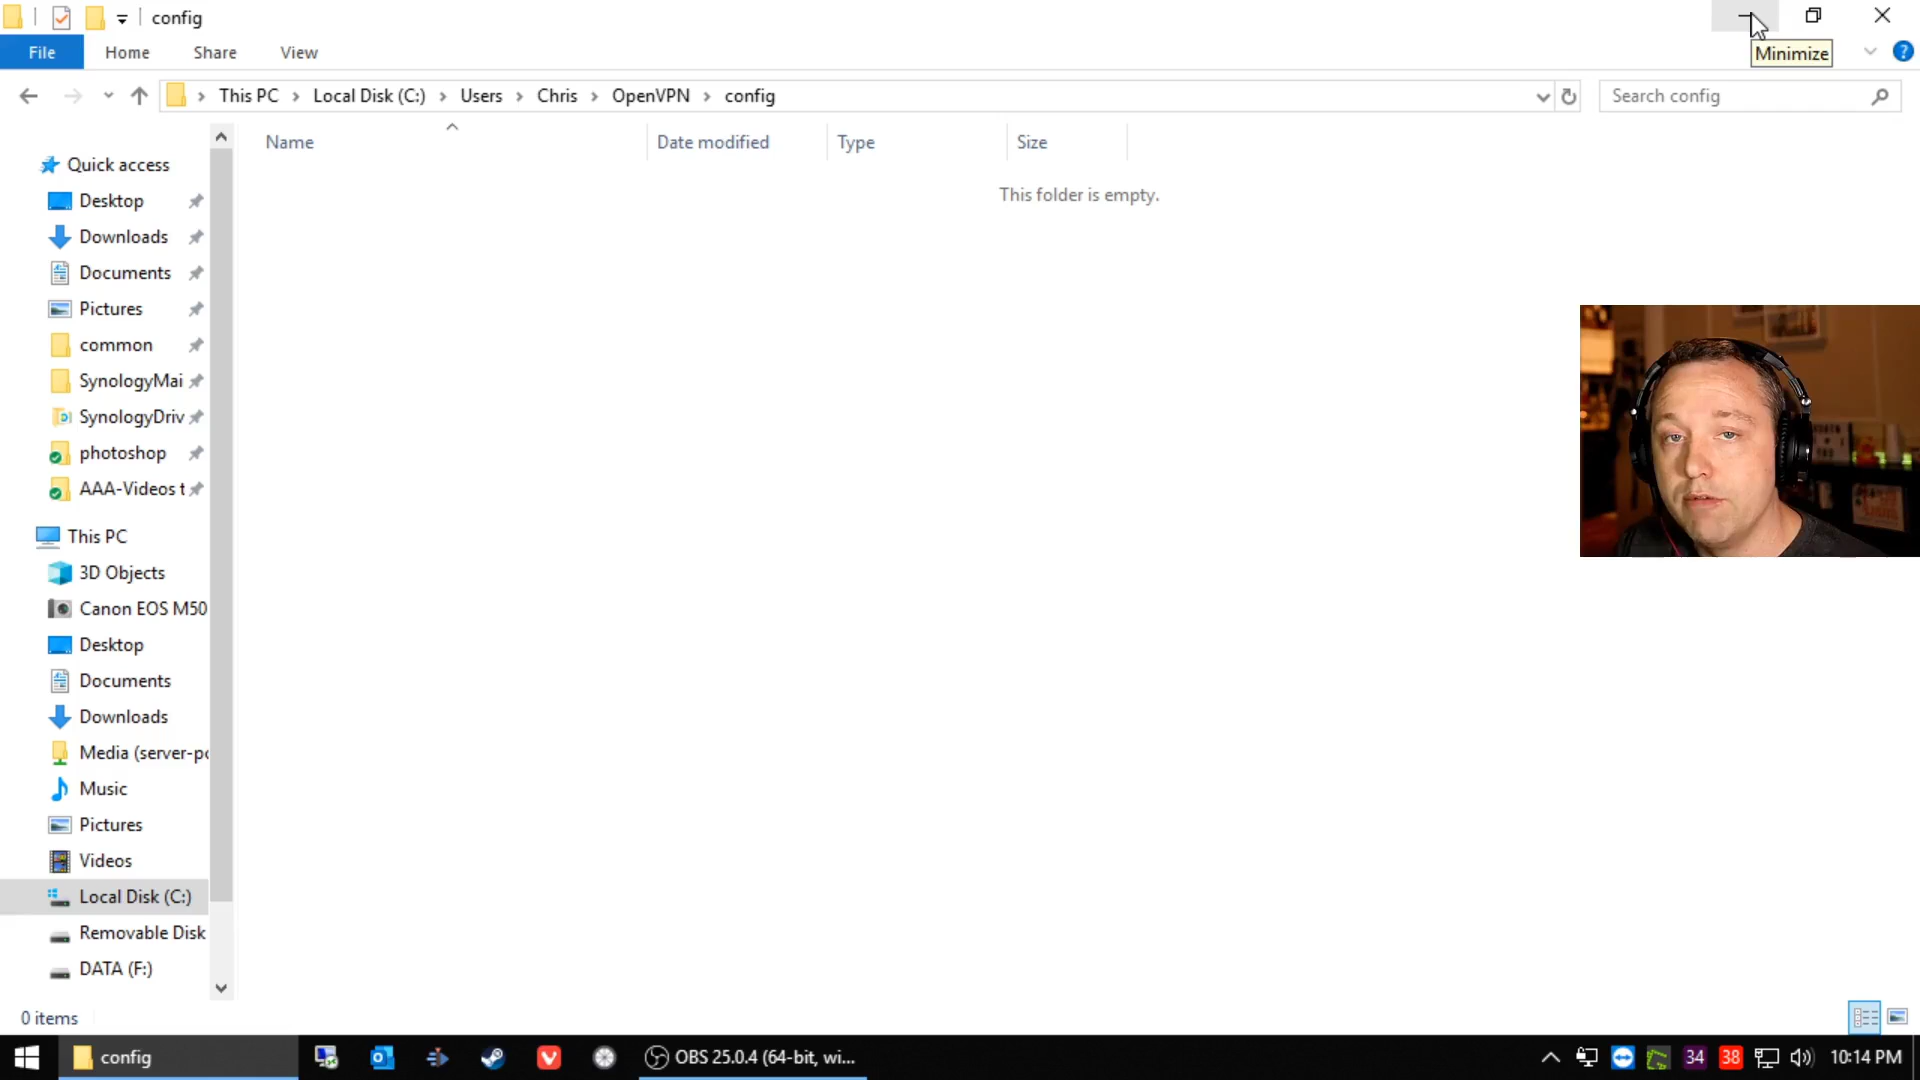 config
Minimize
File Home Share View
This PC Local Disk (C:) Users Chris OpenVPN config
Search config
Name Date modified Type Size
This folder is empty.
Quick access
Desktop
Downloads
Documents
Pictures
common
SynologyMai
SynologyDriv
photoshop
AAA-Videos t
This PC
3D Objects
Canon EOS M50
Desktop
Documents
Downloads
Media (server-pc
Music
Pictures
Videos
Local Disk (C:)
Removable Disk
DATA (F:)
0 items
config
OBS 25.0.4 (64-bit, wi...
34
38
10:14 PM